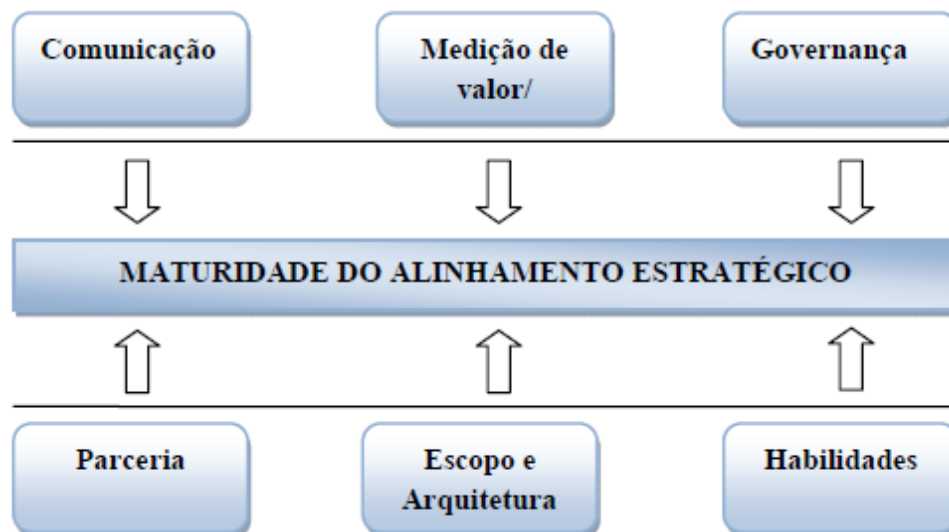 Comunicação
Medição de
valor/
Governança
MATURIDADE DO ALINHAMENTO ESTRATÉGICO
Parceria
Escopo e
Arquitetura
Habilidades